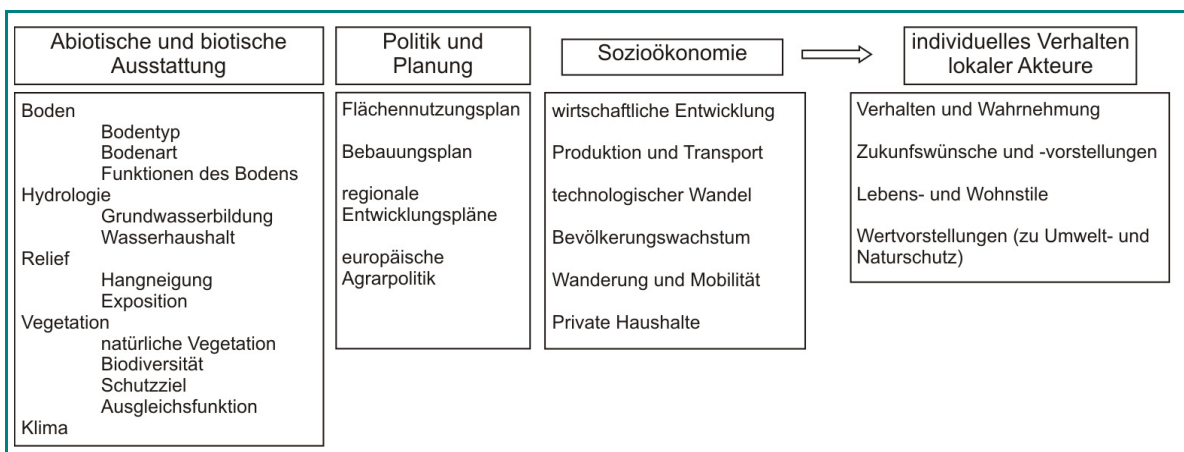 Abiotische und biotische
Ausstattung
Boden
Bodentyp
Bodenart
Funktionen des Bodens
Hydrologie
Grundwasserbildung
Wasserhaushalt
Relief
Hangneigung
Exposition
Vegetation
natürliche Vegetation
Biodiversität
Schutzziel
Ausgleichsfunktion
Klima
Politik und
Planung
Flächennutzungsplan
Bebauungsplan
regionale
Entwicklungspläne
europäische
Agrarpolitik
Sozioökonomie
wirtschaftliche Entwicklung
Produktion und Transport
technologischer Wandel
Bevölkerungswachstum
Wanderung und Mobilität
Private Haushalte
individuelles Verhalten
lokaler Akteure
Verhalten und Wahrnehmung
Zukunfswünsche und -vorstellungen
Lebens- und Wohnstile
Wertvorstellungen (zu Umwelt- und
Naturschutz)